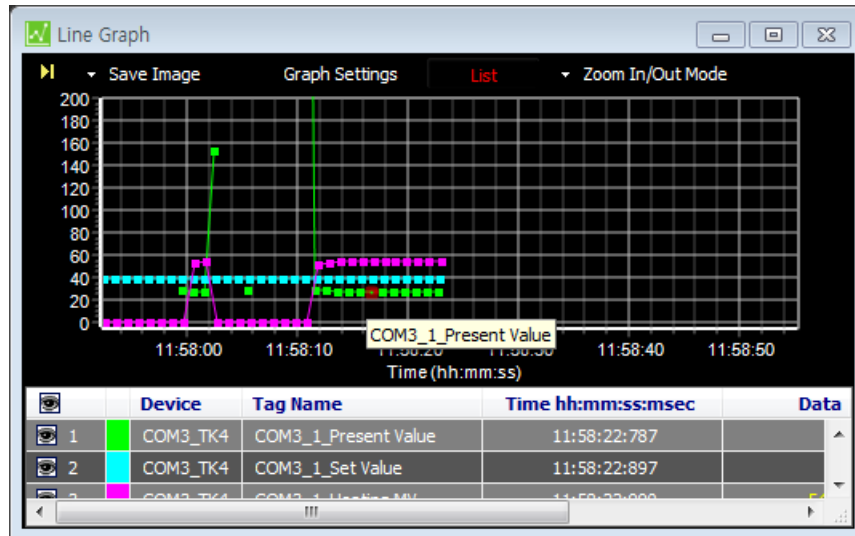 Line Graph
Save Image Graph Settings List Zoom In/Out Mode
200
180
160
140
120
100
80
60
40
20
0
COM3_1_Present Value
11:58:00 11:58:10 11:58:40 11:58:50
Time (hh:mm:ss)
Device Tag Name Time hh:mm:ss:msec Data
1 COM3_TK4 COM3_1_Present Value 11:58:22:787
2 COM3_TK4 COM3_1_Set Value 11:58:22:897
COM3_TK4 COM3_1_Heating MV